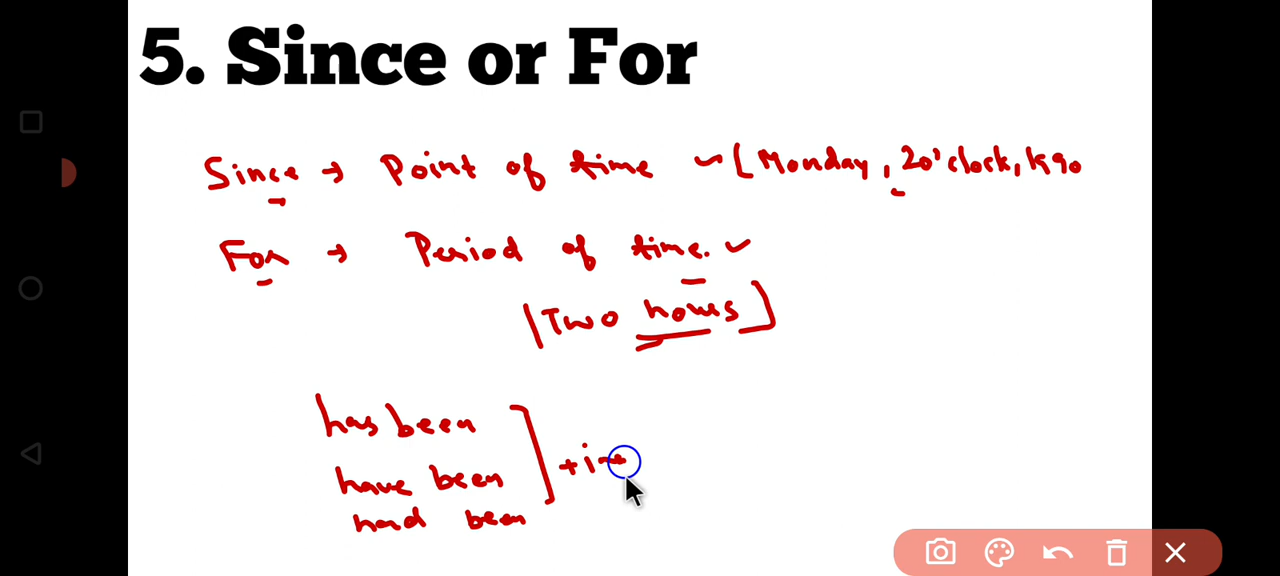 5. Since or For
Since → Point of time ~ [Monday, 2 o'clock, 1990
For → Period of time.
[Two hours]
has been
have been ] + in
had been